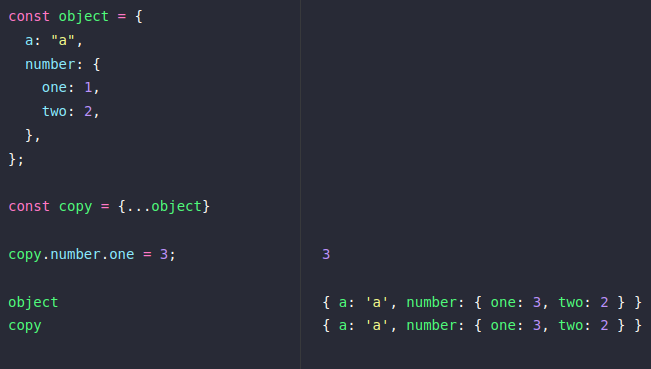 const object = {
  a: "a",
  number: {
    one: 1,
    two: 2,
  },
};
const copy = {...object}
copy.number.one = 3; 3
object { a: 'a', number: { one: 3, two: 2 } }
copy { a: 'a', number: { one: 3, two: 2 } }